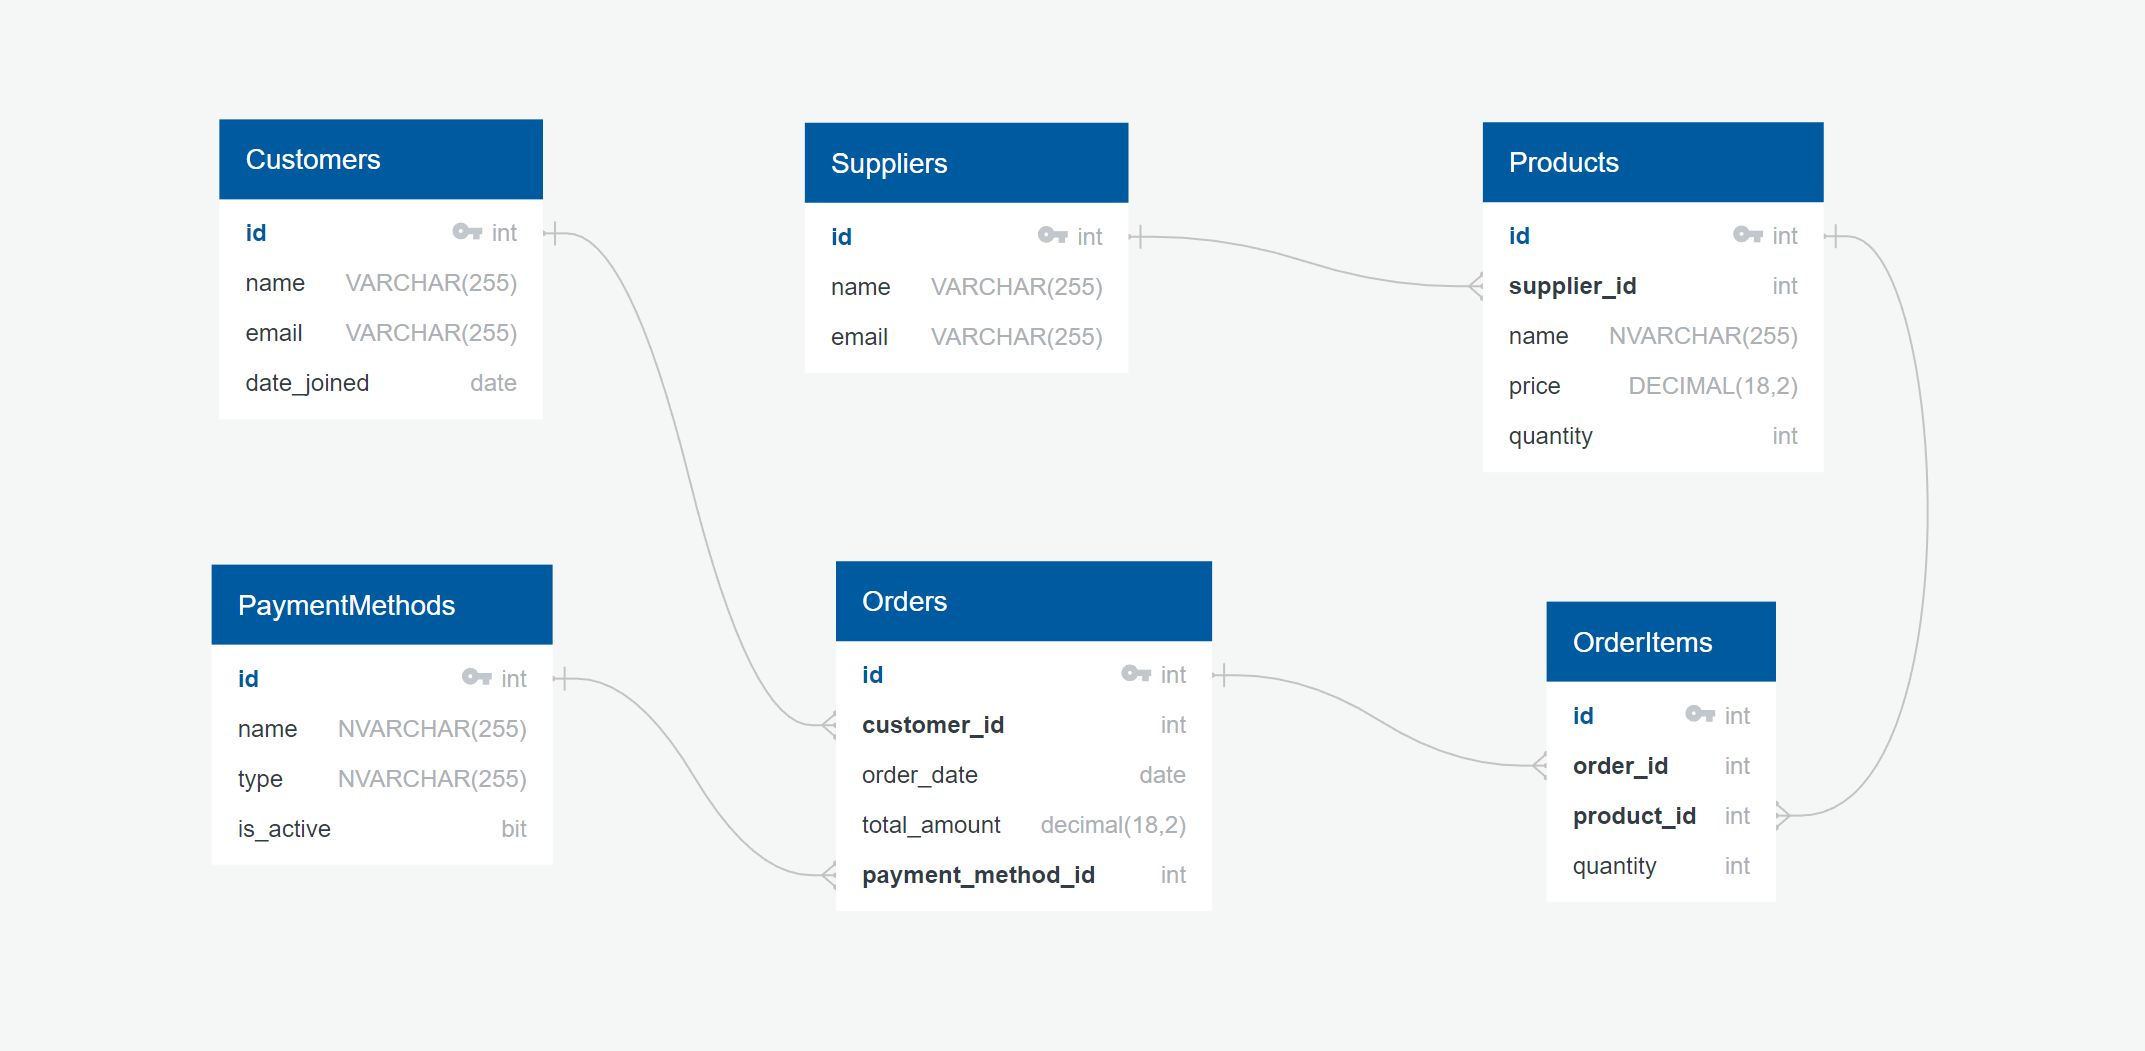 Customers
id int
name VARCHAR(255)
email VARCHAR(255)
date_joined date
Suppliers
id int
name VARCHAR(255)
email VARCHAR(255)
Products
id int
supplier_id int
name NVARCHAR(255)
price DECIMAL(18,2)
quantity int
PaymentMethods
id int
name NVARCHAR(255)
type NVARCHAR(255)
is_active bit
Orders
id int
customer_id int
order_date date
total_amount decimal(18,2)
payment_method_id int
OrderItems
id int
order_id int
product_id int
quantity int